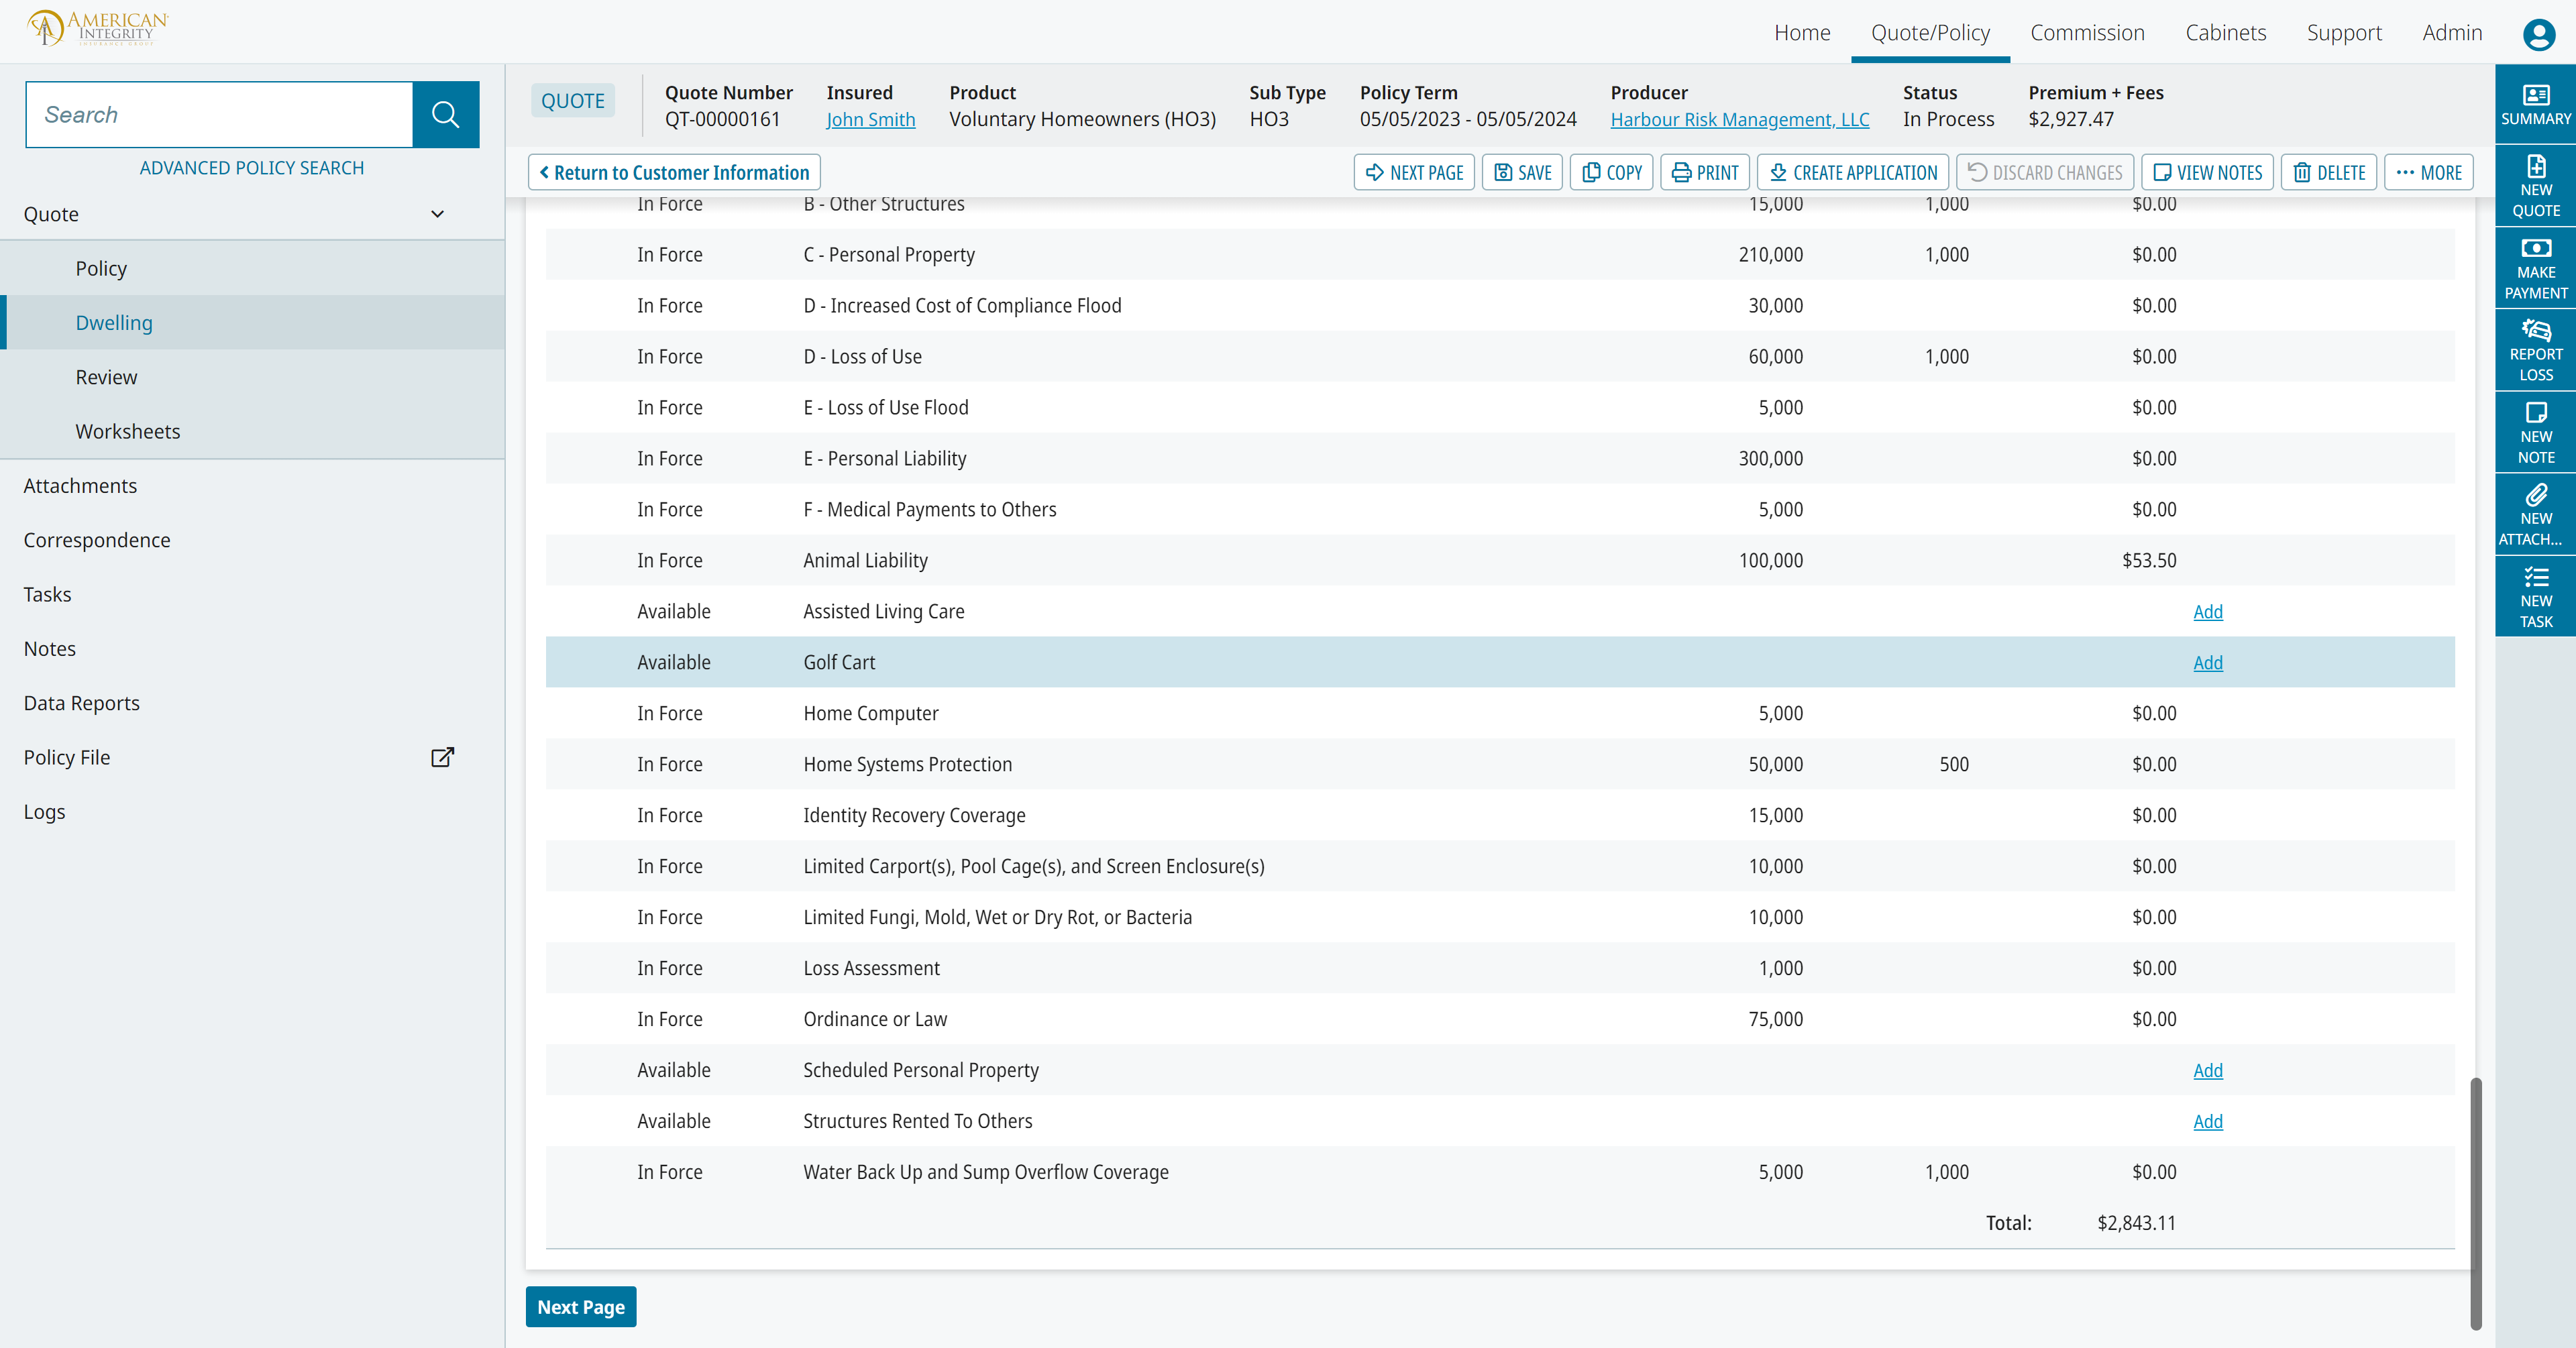 AMERICAN
INTEGRITY
INSURANCE GROUP
Home
Quote/Policy
Commission
Cabinets
Support
Admin
Search
ADVANCED POLICY SEARCH
Quote
Policy
Dwelling
Review
Worksheets
Attachments
Correspondence
Tasks
Notes
Data Reports
Policy File
Logs
QUOTE
Quote Number Insured Product Sub Type Policy Term Producer Status Premium + Fees
QT-00000161 John Smith Voluntary Homeowners (HO3) HO3 05/05/2023 - 05/05/2024 Harbour Risk Management, LLC In Process $2,927.47
Return to Customer Information NEXT PAGE SAVE COPY PRINT CREATE APPLICATION DISCARD CHANGES VIEW NOTES DELETE MORE
In Force B - Other Structures 15,000 1,000 $0.00
In Force C - Personal Property 210,000 1,000 $0.00
In Force D - Increased Cost of Compliance Flood 30,000 $0.00
In Force D - Loss of Use 60,000 1,000 $0.00
In Force E - Loss of Use Flood 5,000 $0.00
In Force E - Personal Liability 300,000 $0.00
In Force F - Medical Payments to Others 5,000 $0.00
In Force Animal Liability 100,000 $53.50
Available Assisted Living Care Add
Available Golf Cart Add
In Force Home Computer 5,000 $0.00
In Force Home Systems Protection 50,000 500 $0.00
In Force Identity Recovery Coverage 15,000 $0.00
In Force Limited Carport(s), Pool Cage(s), and Screen Enclosure(s) 10,000 $0.00
In Force Limited Fungi, Mold, Wet or Dry Rot, or Bacteria 10,000 $0.00
In Force Loss Assessment 1,000 $0.00
In Force Ordinance or Law 75,000 $0.00
Available Scheduled Personal Property Add
Available Structures Rented To Others Add
In Force Water Back Up and Sump Overflow Coverage 5,000 1,000 $0.00
Total: $2,843.11
Next Page
SUMMARY
NEW
QUOTE
MAKE
PAYMENT
REPORT
LOSS
NEW
NOTE
NEW
ATTACH...
NEW
TASK